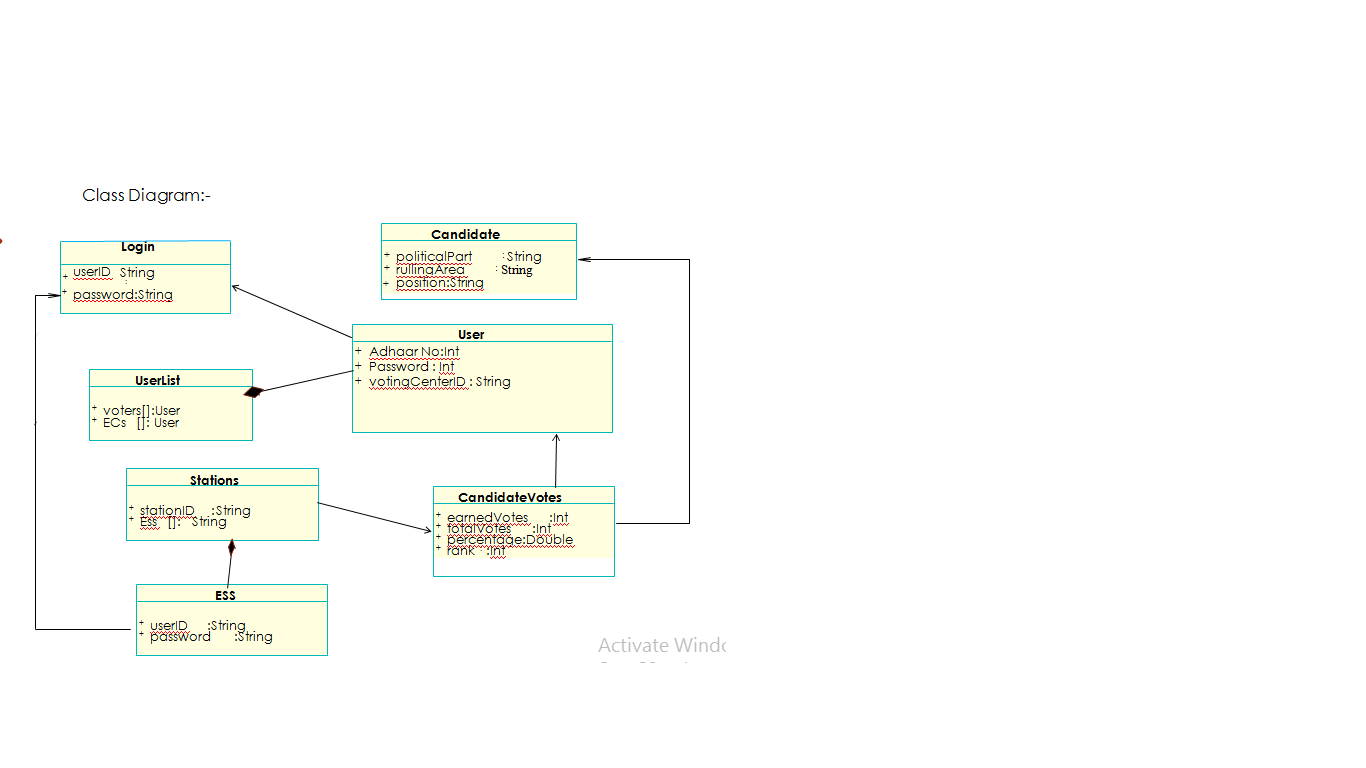 Class Diagram:-
Login
+ userID String
:
+ password:String
Candidate
+ politicalPart :String
+ rullingArea : String
+ position:String
User
+ Adhaar No:Int
+ Password : Int
+ votingCenterID : String
UserList
+ voters[]:User
+ ECs []: User
Stations
+ stationID :String
+ Ess []: String
CandidateVotes
+ earnedVotes :Int
+ totalVotes :Int
+ percentage:Double
+ rank :Int
ESS
+ userID :String
+ password :String
Activate Windo